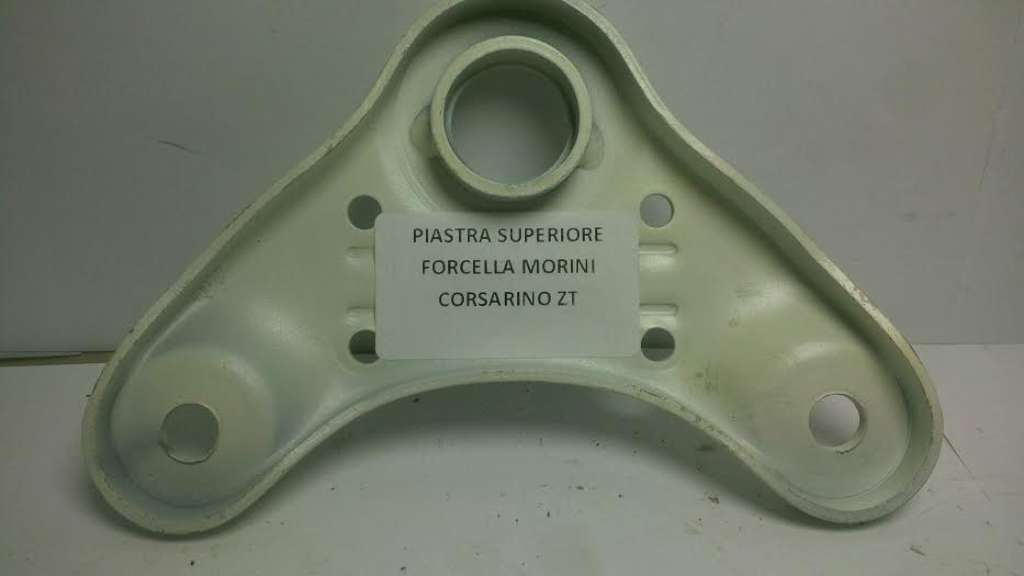 PIASTRA SUPERIORE
FORCELLA MORINI
CORSARINO ZT